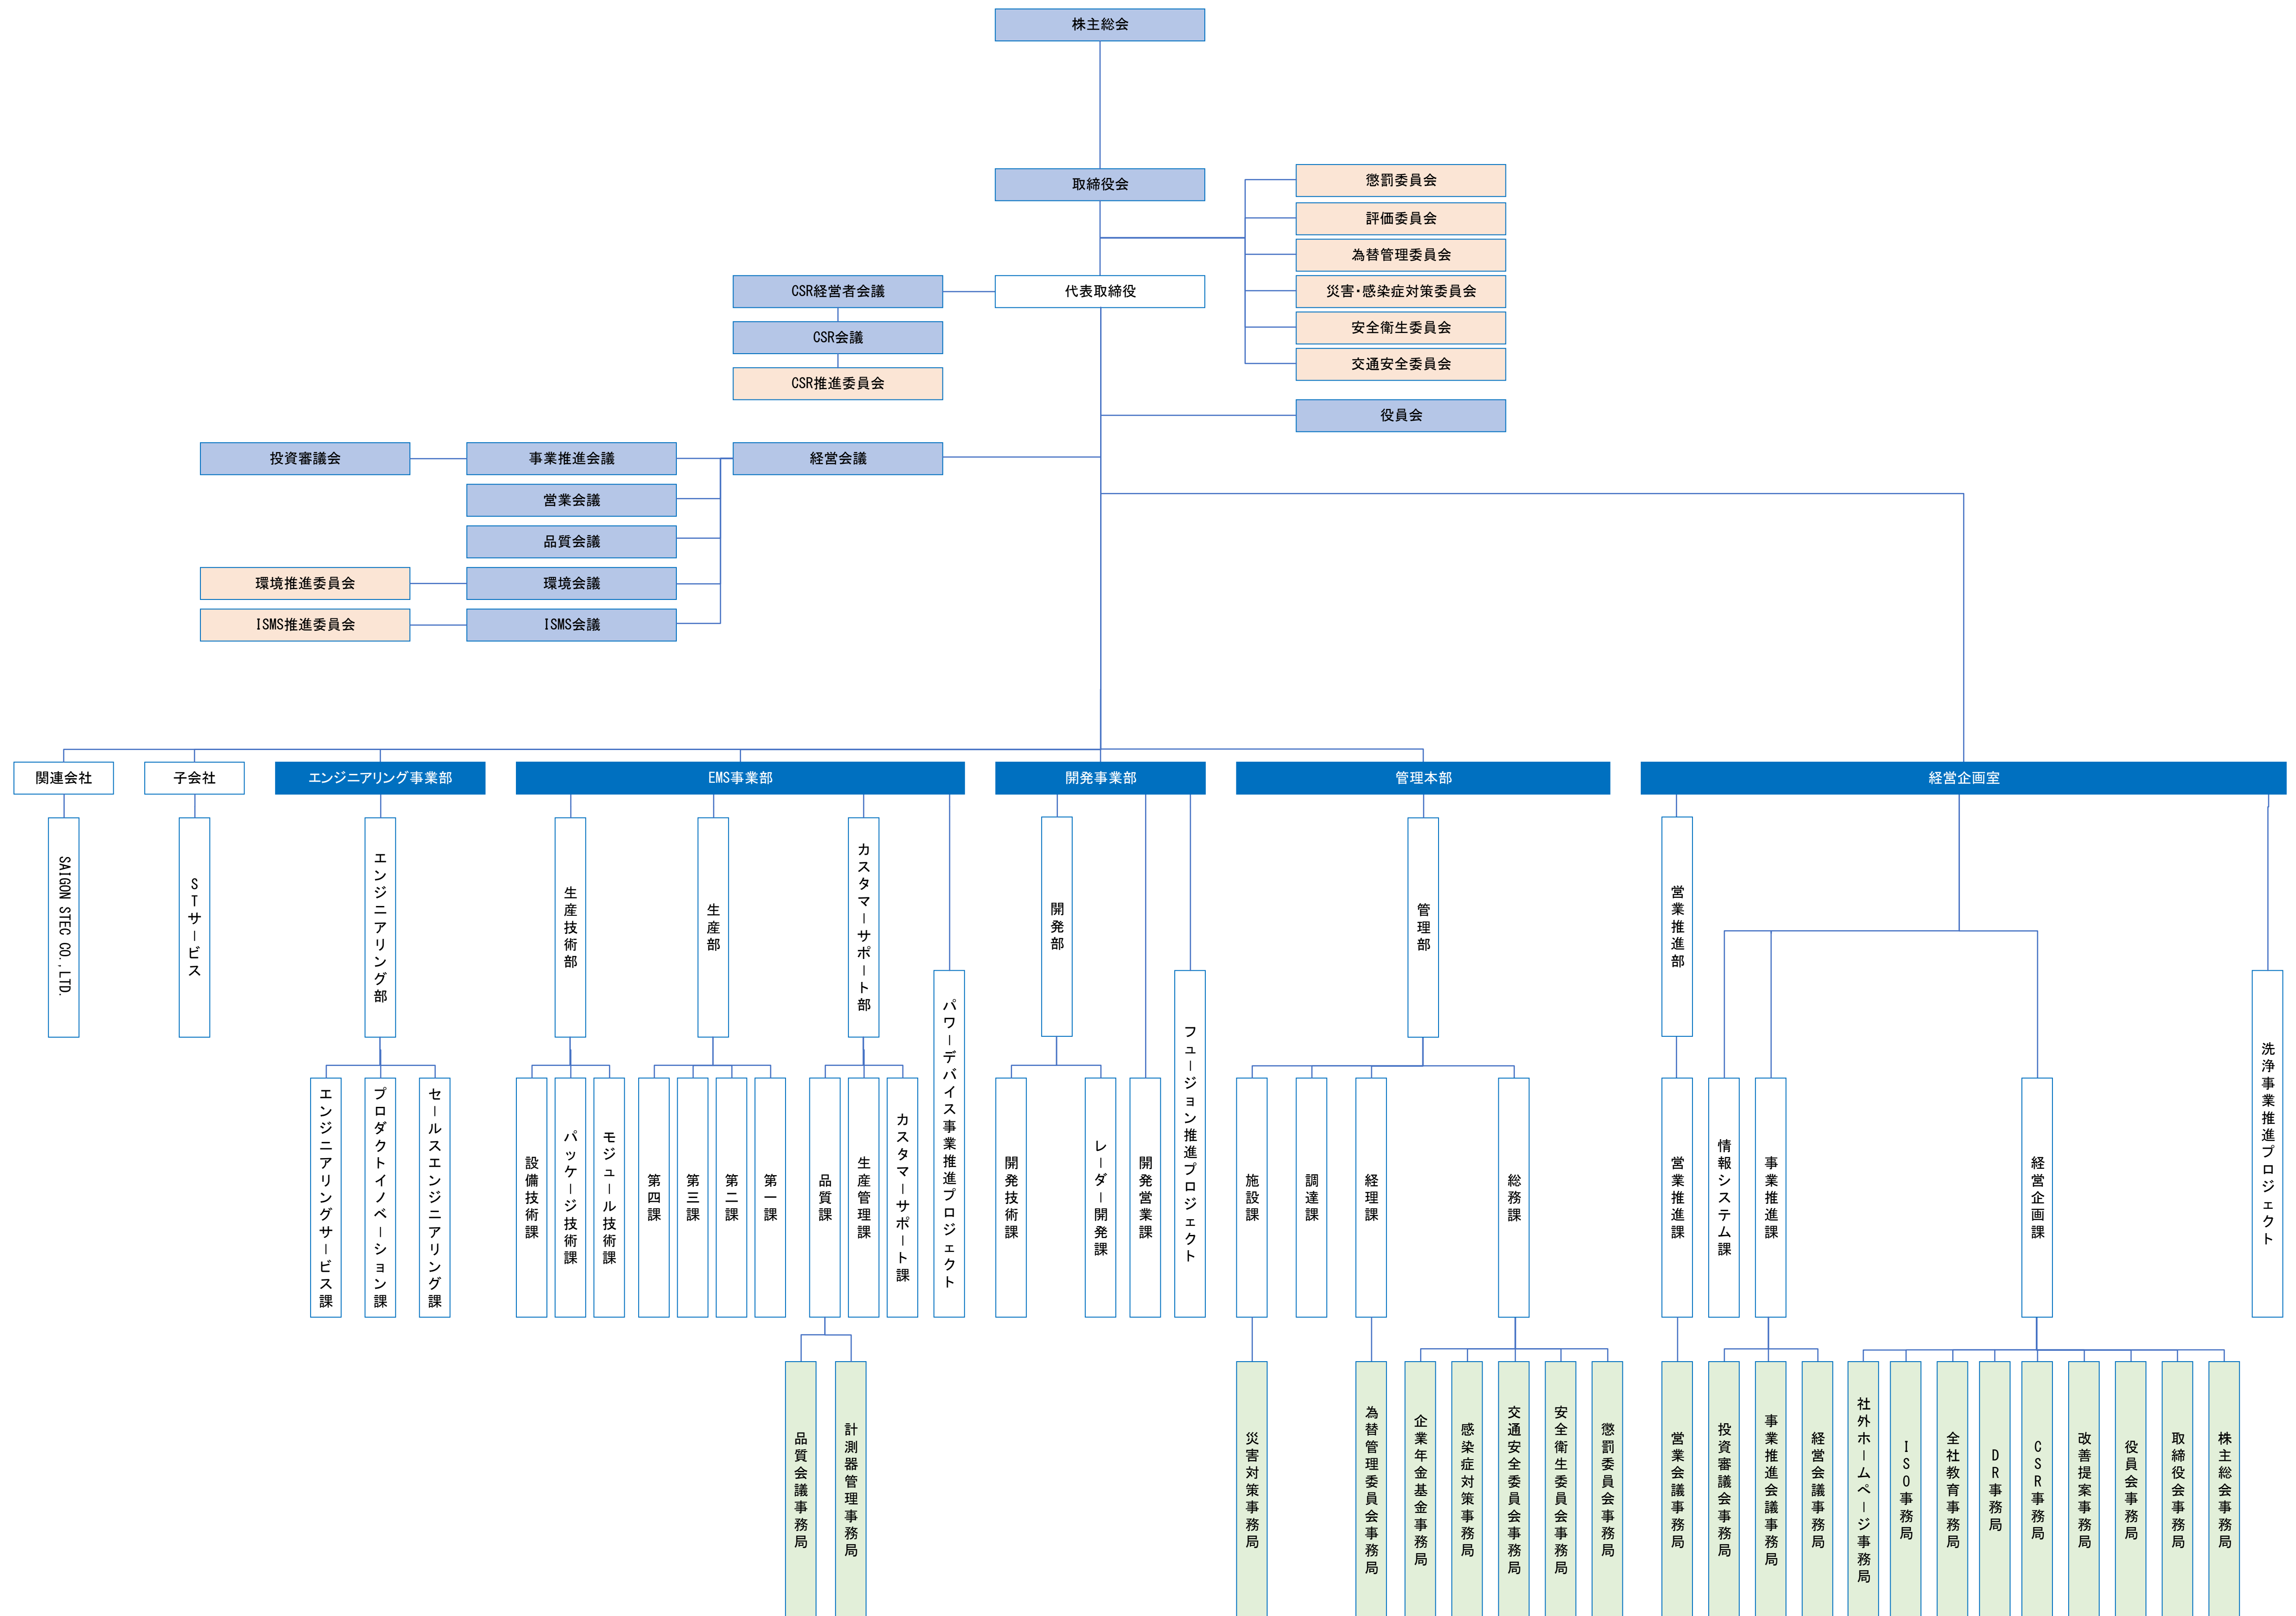 株主総会
取締役会
懲罰委員会
評価委員会
為替管理委員会
災害・感染症対策委員会
安全衛生委員会
交通安全委員会
代表取締役
CSR経営者会議
CSR会議
CSR推進委員会
役員会
経営会議
事業推進会議
投資審議会
営業会議
品質会議
環境会議
環境推進委員会
ISMS会議
ISMS推進委員会
関連会社
子会社
エンジニアリング事業部
EMS事業部
開発事業部
管理本部
経営企画室
SAIGON STEC CO.,LTD.
STサービス
エンジニアリング部
生産技術部
生産部
カスタマーサポート部
パワーデバイス事業推進プロジェクト
開発部
フュージョン推進プロジェクト
管理部
営業推進部
洗浄事業推進プロジェクト
エンジニアリングサービス課
プロダクトイノベーション課
セールスエンジニアリング課
設備技術課
パッケージ技術課
モジュール技術課
第四課
第三課
第二課
第一課
品質課
生産管理課
カスタマーサポート課
開発技術課
レーダー開発課
開発営業課
施設課
調達課
経理課
総務課
営業推進課
情報システム課
事業推進課
経営企画課
品質会議事務局
計測器管理事務局
災害対策事務局
為替管理委員会事務局
企業年金基金事務局
感染症対策事務局
交通安全委員会事務局
安全衛生委員会事務局
懲罰委員会事務局
営業会議事務局
投資審議会事務局
事業推進会議事務局
経営会議事務局
社外ホームページ事務局
ISO事務局
全社教育事務局
DR事務局
CSR事務局
改善提案事務局
役員会事務局
取締役会事務局
株主総会事務局